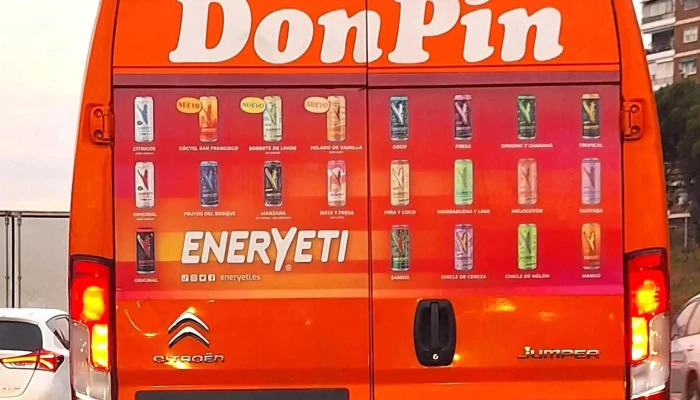 DonPin
NUEVO NUEVO NUEVO
CÍTRICOS CÓCTEL SAN FRANCISCO SORBETE DE LIMÓN HELADO DE VAINILLA COCO FRESA GINSENG Y GUARANÁ TROPICAL
ORIGINAL FRUTOS DEL BOSQUE MANZANA NATA Y FRESA PIÑA Y COCO HIERBABUENA Y LIMA MELOCOTÓN GUAYABA
ORIGINAL SANDÍA CHICLE DE CEREZA CHICLE DE MELÓN MANGO
ENERYETI®
eneryeti.es
CITROËN JUMPER